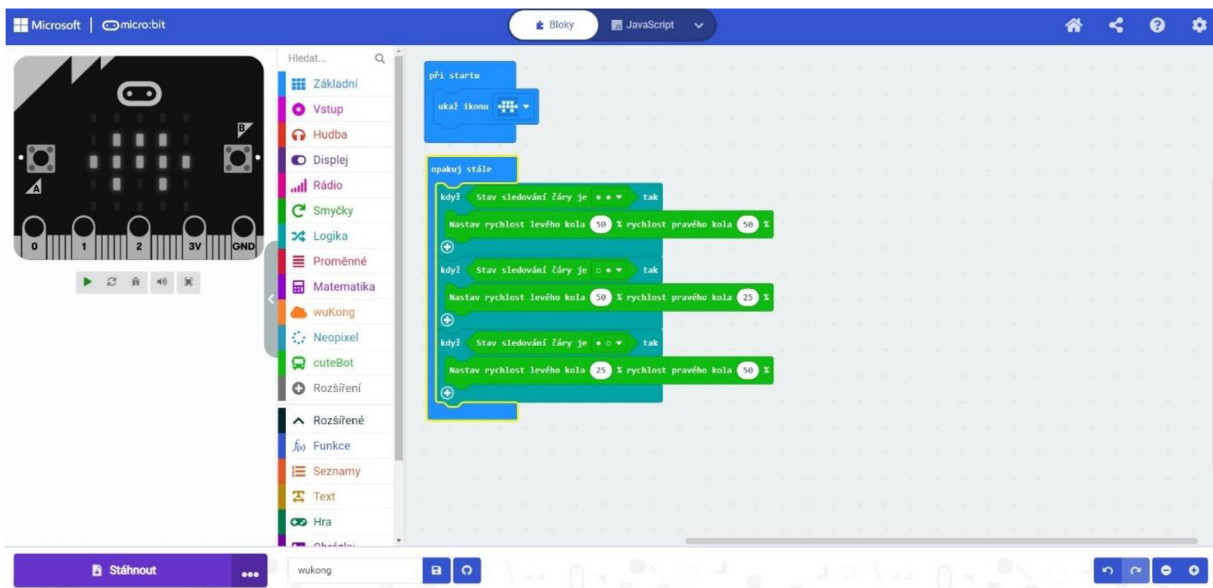 Microsoft | micro:bit
Bloky
JavaScript
A
B
0 1 2 3V GND
Hledat...
Základní
Vstup
Hudba
Displej
Rádio
Smyčky
Logika
Proměnné
Matematika
wuKong
Neopixel
cuteBot
Rozšíření
Rozšířené
f(x) Funkce
Seznamy
Text
Hra
Obrázky
při startu
ukaž ikonu
opakuj stále
když Stav sledování čáry je ● ● tak
Nastav rychlost levého kola 50 % rychlost pravého kola 50 %
když Stav sledování čáry je ○ ● tak
Nastav rychlost levého kola 50 % rychlost pravého kola 25 %
když Stav sledování čáry je ● ○ tak
Nastav rychlost levého kola 25 % rychlost pravého kola 50 %
Stáhnout
wukong